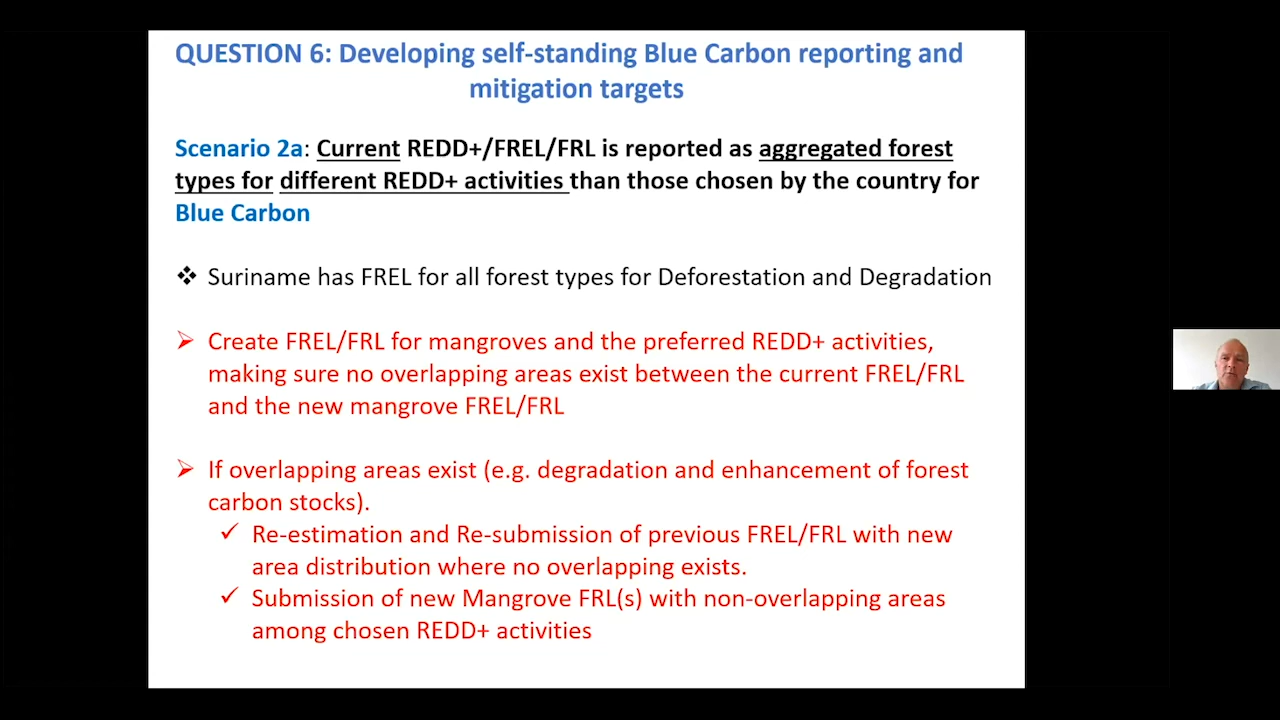 QUESTION 6: Developing self-standing Blue Carbon reporting and
mitigation targets
Scenario 2a: Current REDD+/FREL/FRL is reported as aggregated forest
types for different REDD+ activities than those chosen by the country for
Blue Carbon
❖ Suriname has FREL for all forest types for Deforestation and Degradation
➢ Create FREL/FRL for mangroves and the preferred REDD+ activities,
making sure no overlapping areas exist between the current FREL/FRL
and the new mangrove FREL/FRL
➢ If overlapping areas exist (e.g. degradation and enhancement of forest
carbon stocks).
✓ Re-estimation and Re-submission of previous FREL/FRL with new
area distribution where no overlapping exists.
✓ Submission of new Mangrove FRL(s) with non-overlapping areas
among chosen REDD+ activities